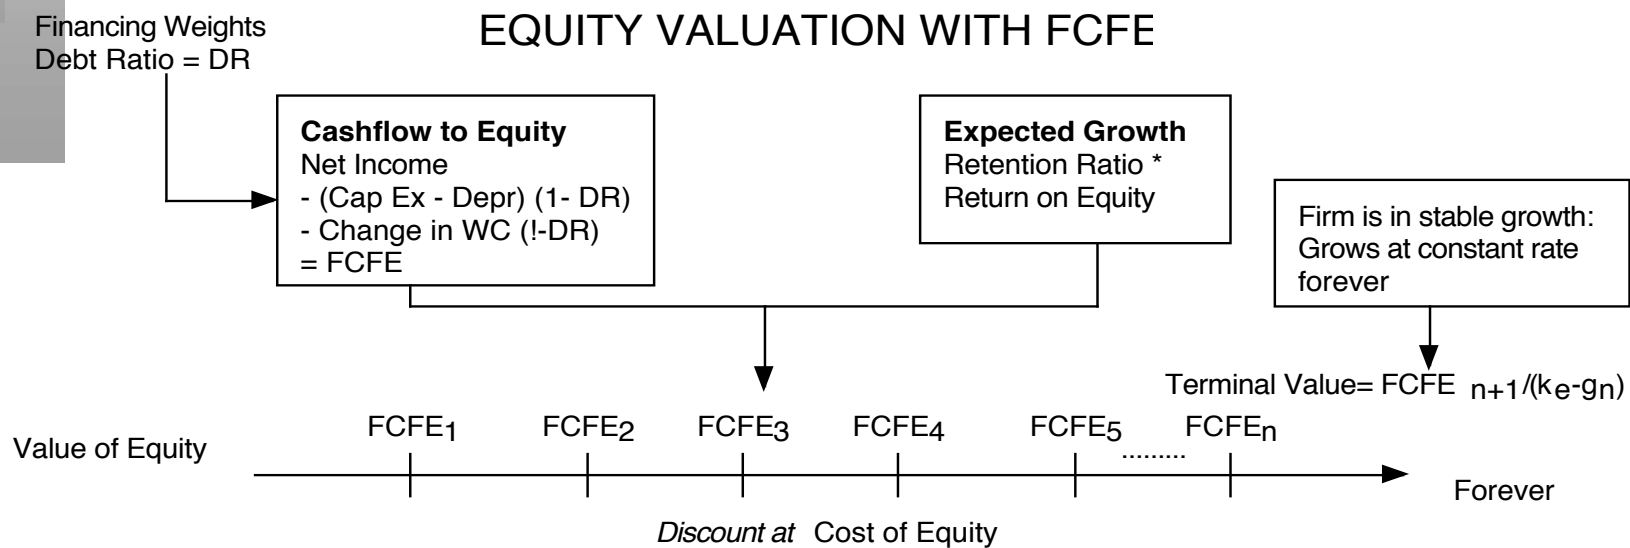 Financing Weights
Debt Ratio = DR
EQUITY VALUATION WITH FCFE
Cashflow to Equity
Net Income
- (Cap Ex - Depr) (1- DR)
- Change in WC (!-DR)
= FCFE
Expected Growth
Retention Ratio *
Return on Equity
Firm is in stable growth:
Grows at constant rate
forever
Terminal Value= FCFE n+1/(ke-gn)
FCFE1 FCFE2 FCFE3 FCFE4 FCFE5 ......... FCFEn
Value of Equity
Forever
Discount at Cost of Equity